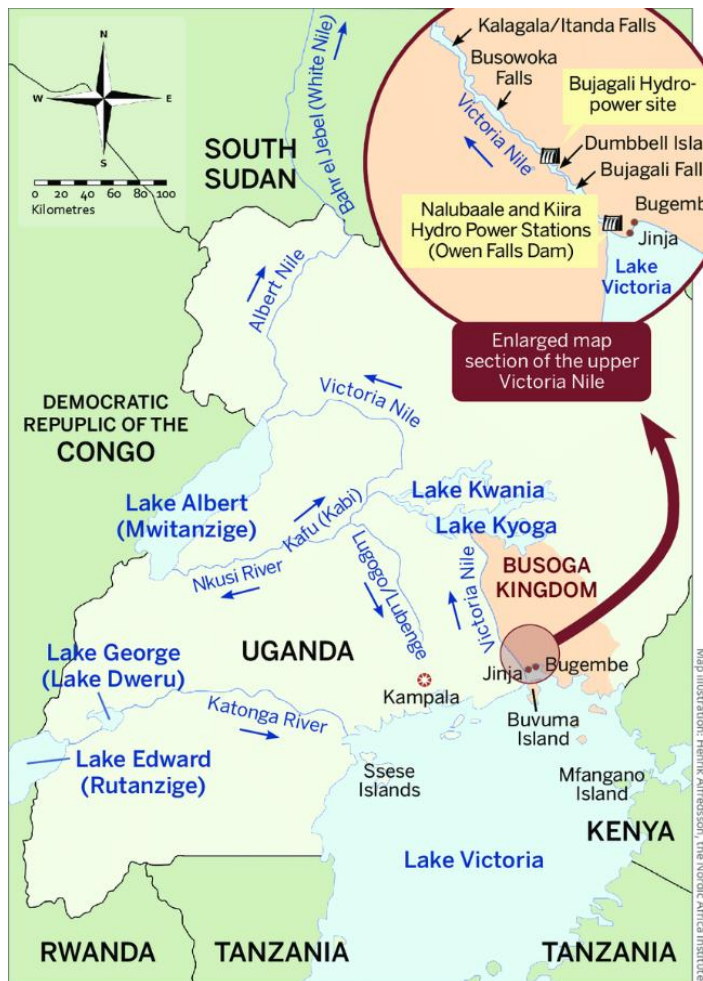 N
W
E
S
0 20 40 60 80 100
Kilometres
Bahr el Jebel (White Nile)
SOUTH
SUDAN
Kalagala/Itanda Falls
Busowoka
Falls
Bujagali Hydro-
power site
Victoria Nile
Dumbbell Isla
Bujagali Fall
Nalubaale and Kiira
Hydro Power Stations
(Owen Falls Dam)
Bugembe
Jinja
Lake
Victoria
Enlarged map
section of the upper
Victoria Nile
Albert Nile
Victoria Nile
DEMOCRATIC
REPUPLIC OF THE
CONGO
Lake Albert
(Mwitanzige)
Kafu (Kabi)
Lake Kwania
Lake Kyoga
Nkusi River
Lugogo/Lubenge
Victoria Nile
BUSOGA
KINGDOM
UGANDA
Lake George
(Lake Dweru)
Kampala
Jinja
Bugembe
Katonga River
Buvuma
Island
Lake Edward
(Rutanzige)
Ssese
Islands
Mfangano
Island
KENYA
Lake Victoria
RWANDA
TANZANIA
TANZANIA
Map illustration: Henrik Alfredsson, the Nordic Africa Institute